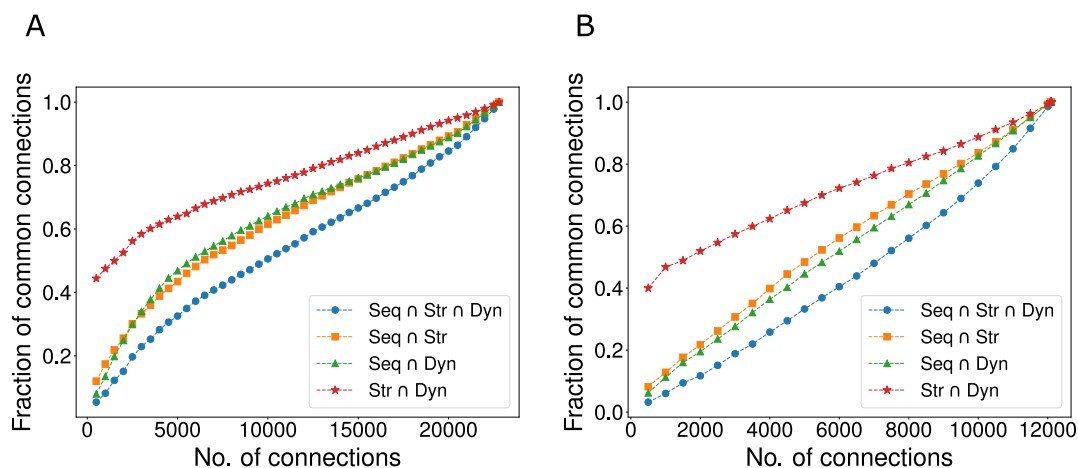 A
Fraction of common connections
1.0
0.8
0.6
0.4
0.2
0
5000
10000
15000
20000
No. of connections
Seq ∩ Str ∩ Dyn
Seq ∩ Str
Seq ∩ Dyn
Str ∩ Dyn
B
Fraction of common connections
1.0
0.8
0.6
0.4
0.2
0.0
0
2000
4000
6000
8000
10000
12000
No. of connections
Seq ∩ Str ∩ Dyn
Seq ∩ Str
Seq ∩ Dyn
Str ∩ Dyn